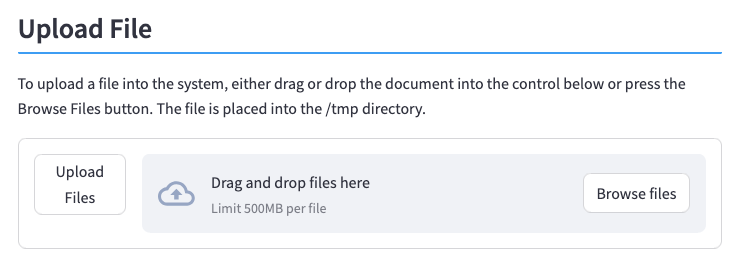 Upload File
To upload a file into the system, either drag or drop the document into the control below or press the
Browse Files button. The file is placed into the /tmp directory.
Upload
Files
Drag and drop files here
Limit 500MB per file
Browse files